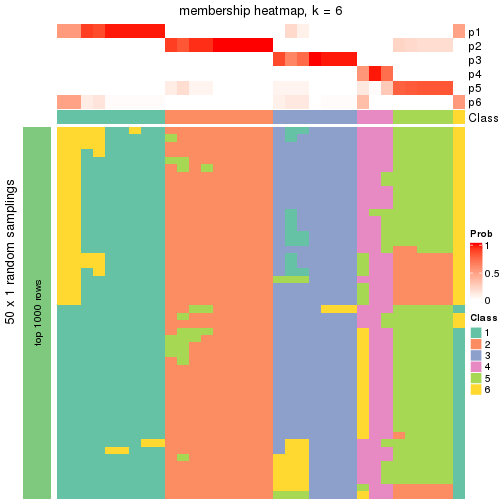 membership heatmap, k = 6
p1
p2
p3
p4
p5
p6
Class
50 x 1 random samplings
top 1000 rows
Prob
1
0.5
0
Class
1
2
3
4
5
6